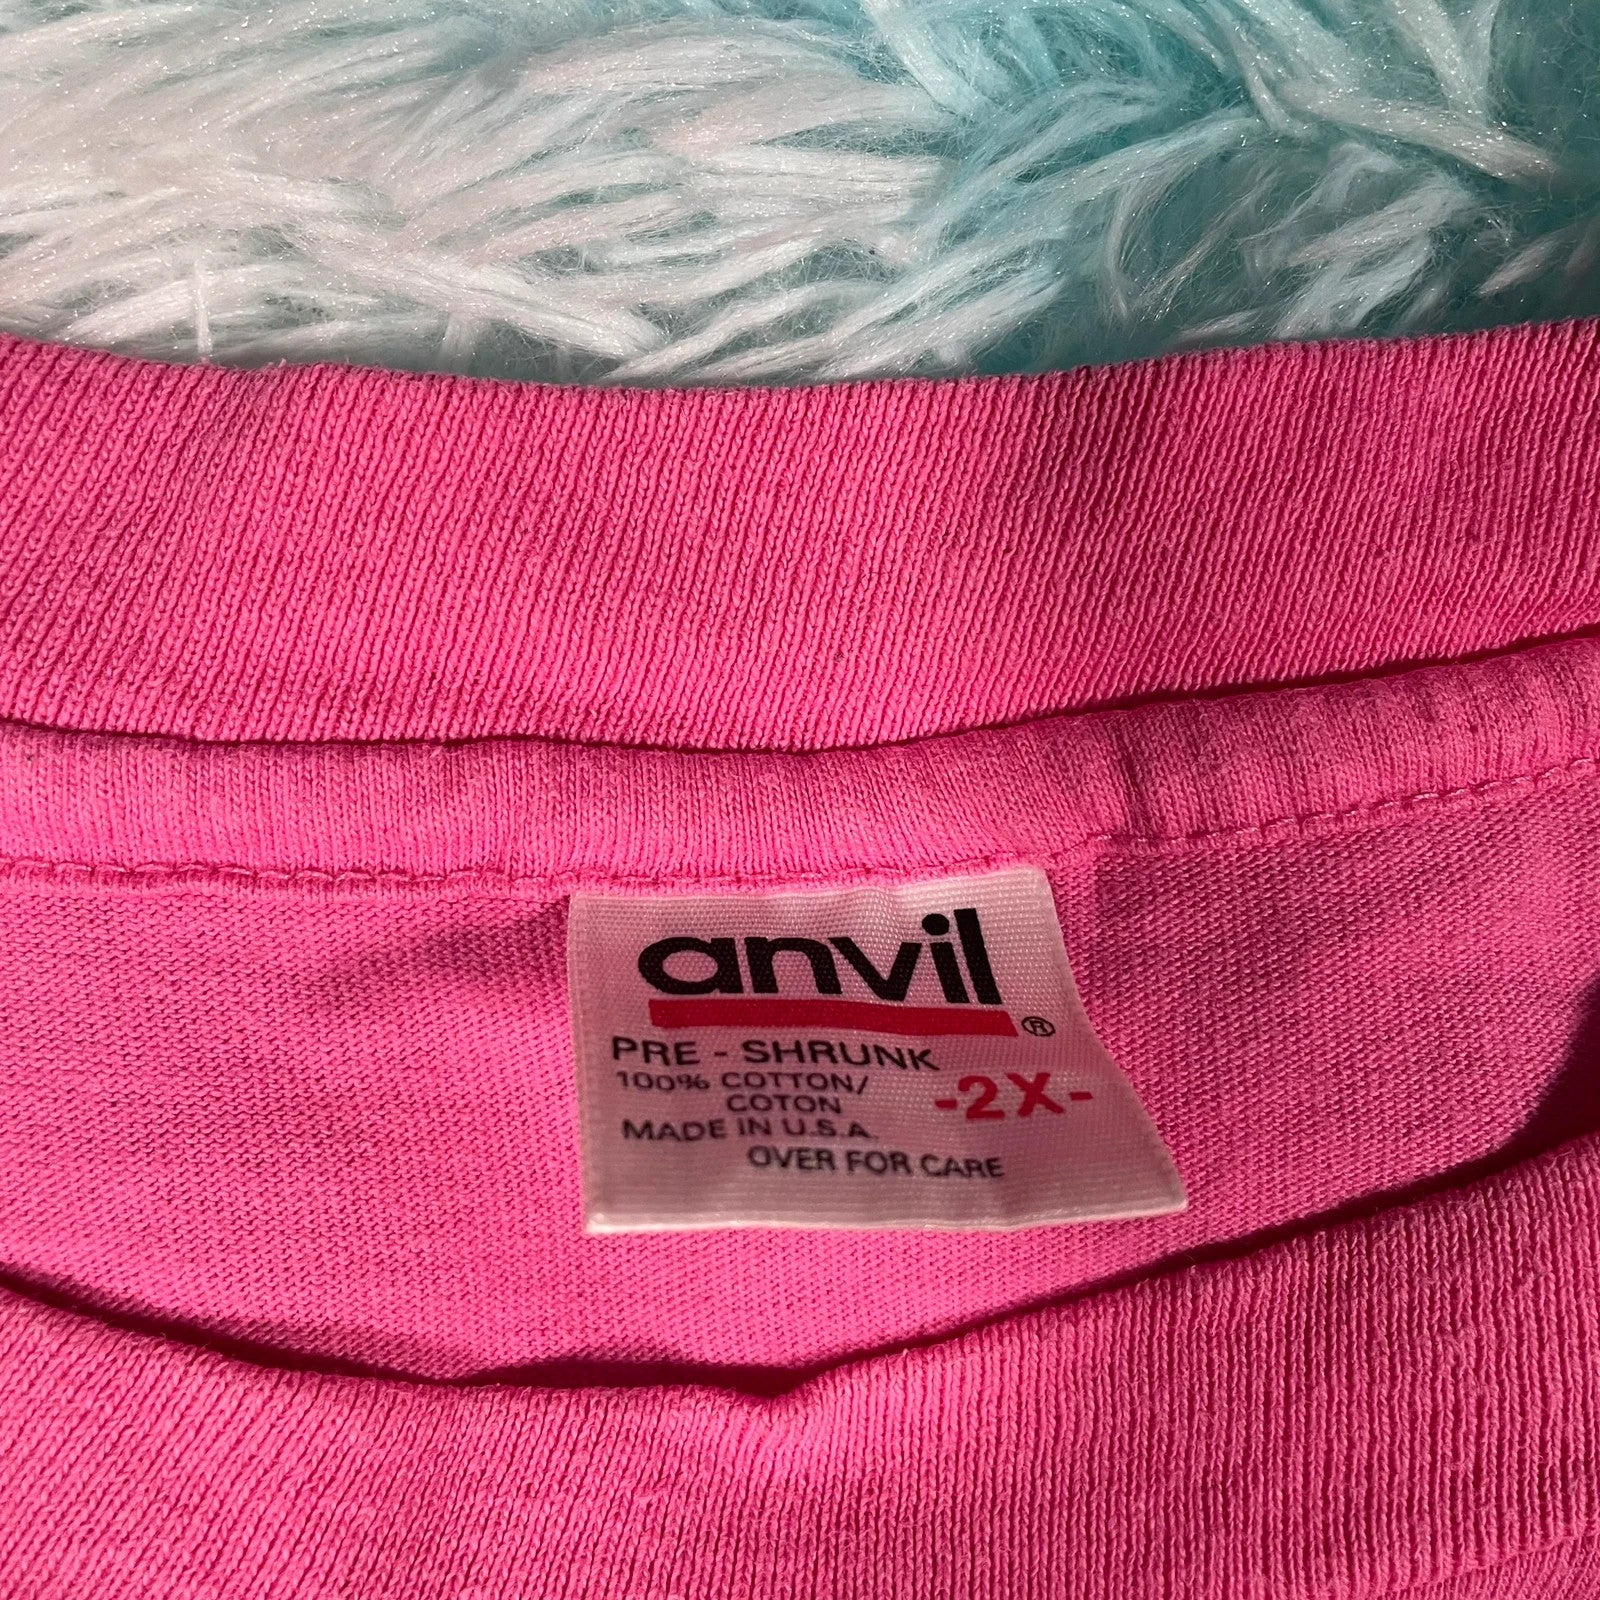 anvil®
PRE - SHRUNK
100% COTTON/
COTON
-2X-
MADE IN U.S.A.
OVER FOR CARE